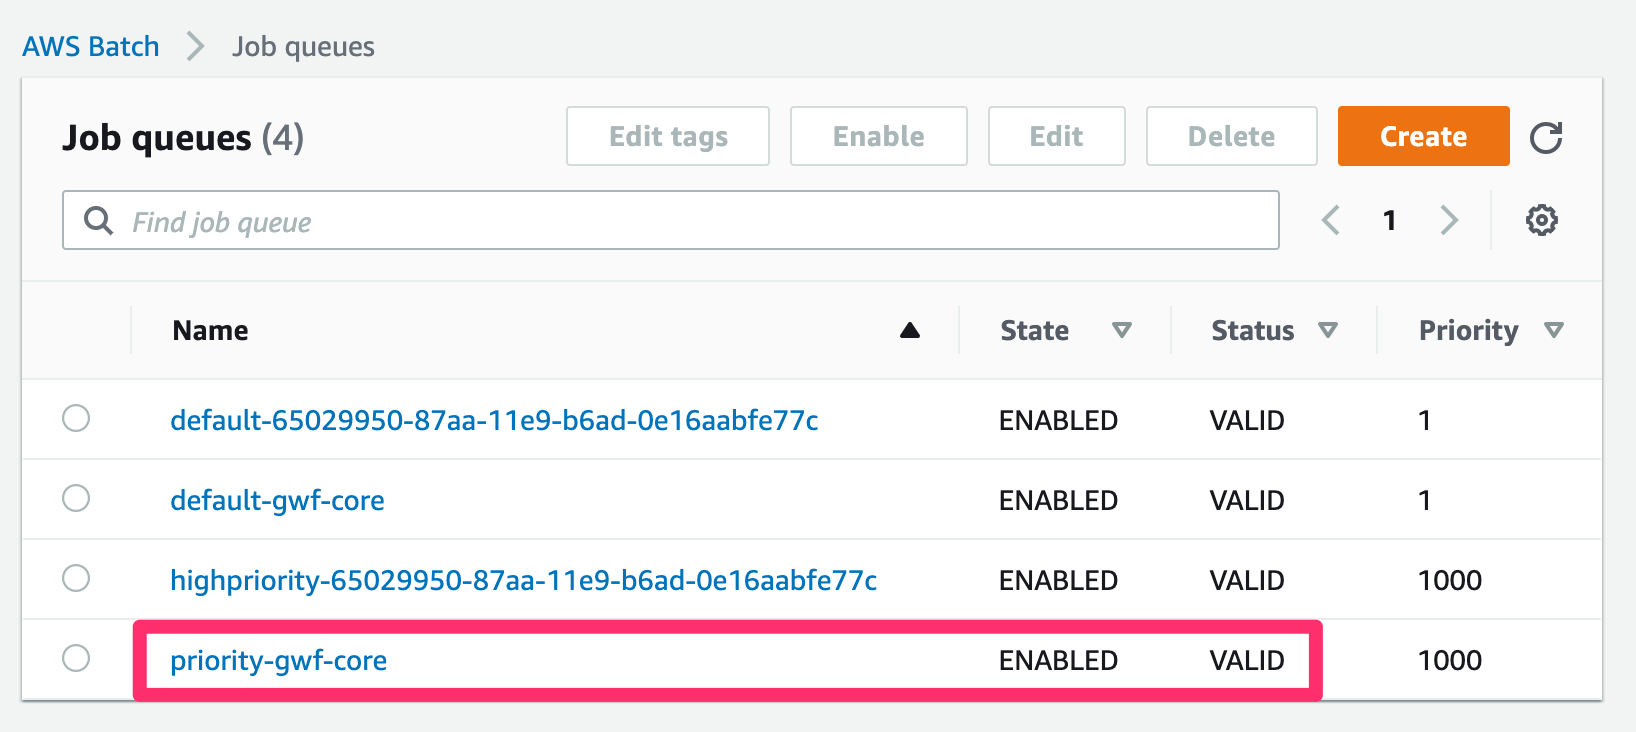 AWS Batch > Job queues
Job queues (4) Edit tags Enable Edit Delete Create
Find job queue 1
Name State Status Priority
default-65029950-87aa-11e9-b6ad-0e16aabfe77c ENABLED VALID 1
default-gwf-core ENABLED VALID 1
highpriority-65029950-87aa-11e9-b6ad-0e16aabfe77c ENABLED VALID 1000
priority-gwf-core ENABLED VALID 1000